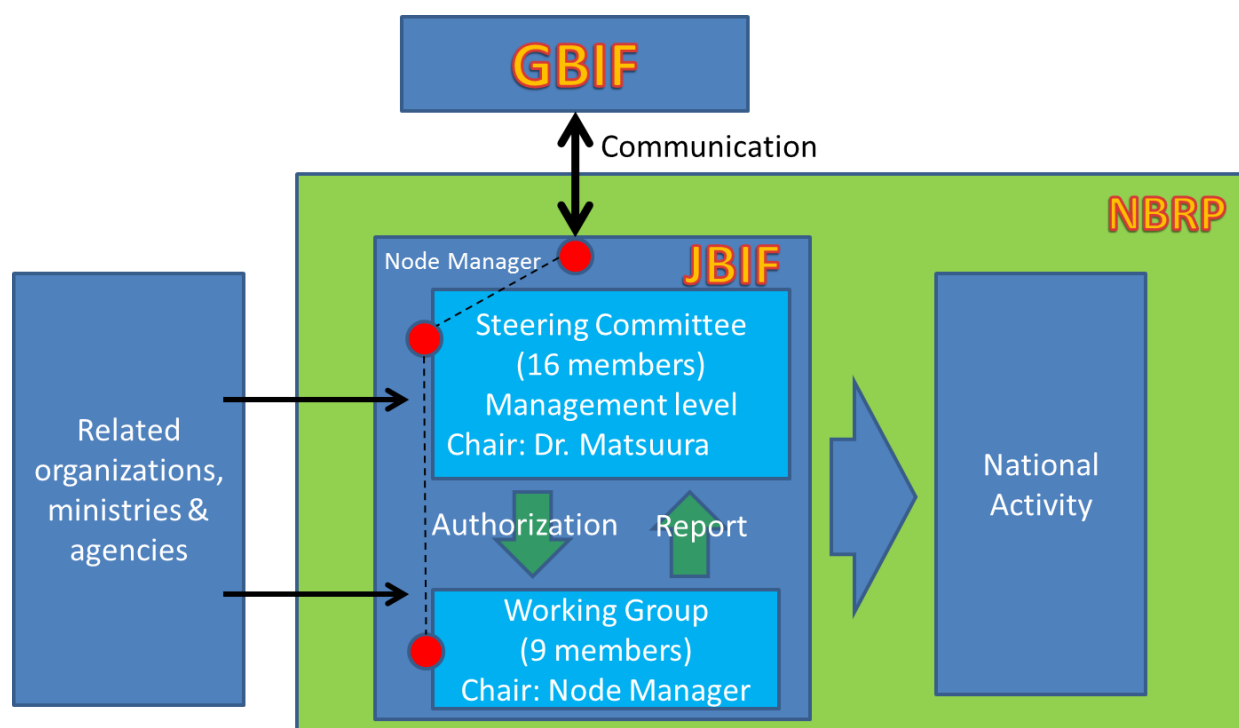 GBIF
Communication
NBRP
Node Manager
JBIF
Steering Committee
(16 members)
Management level
Chair: Dr. Matsuura
Related
organizations,
ministries &
agencies
National
Activity
Authorization
Report
Working Group
(9 members)
Chair: Node Manager